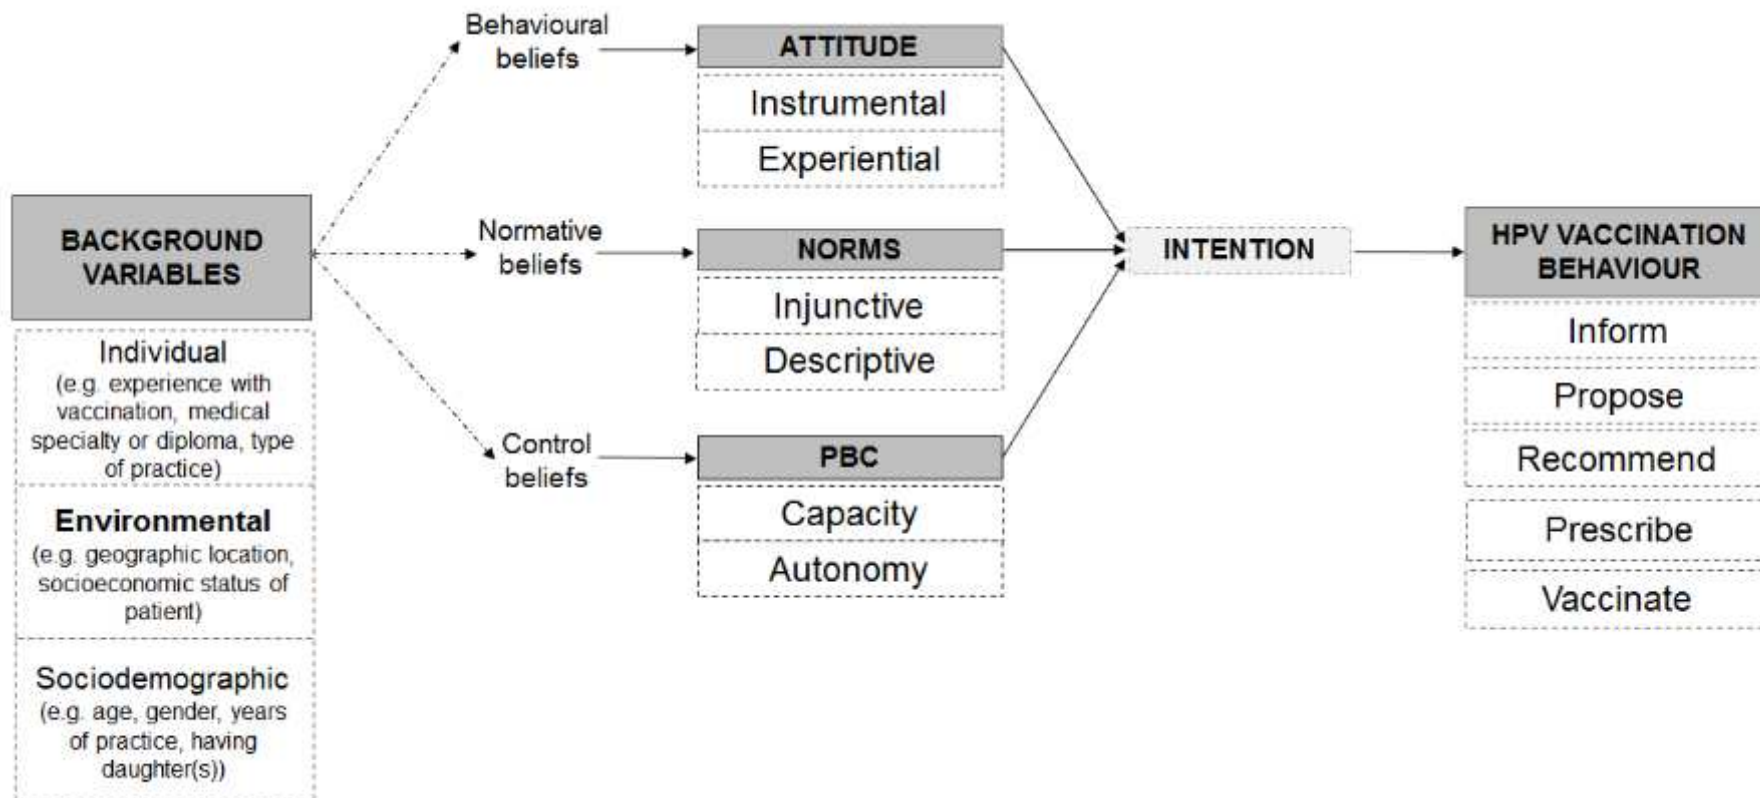 BACKGROUND
VARIABLES
Individual
(e.g. experience with
vaccination, medical
specialty or diploma, type
of practice)
Environmental
(e.g. geographic location,
socioeconomic status of
patient)
Sociodemographic
(e.g. age, gender, years
of practice, having
daughter(s))
Behavioural
beliefs
Normative
beliefs
Control
beliefs
ATTITUDE
Instrumental
Experiential
NORMS
Injunctive
Descriptive
PBC
Capacity
Autonomy
INTENTION
HPV VACCINATION
BEHAVIOUR
Inform
Propose
Recommend
Prescribe
Vaccinate